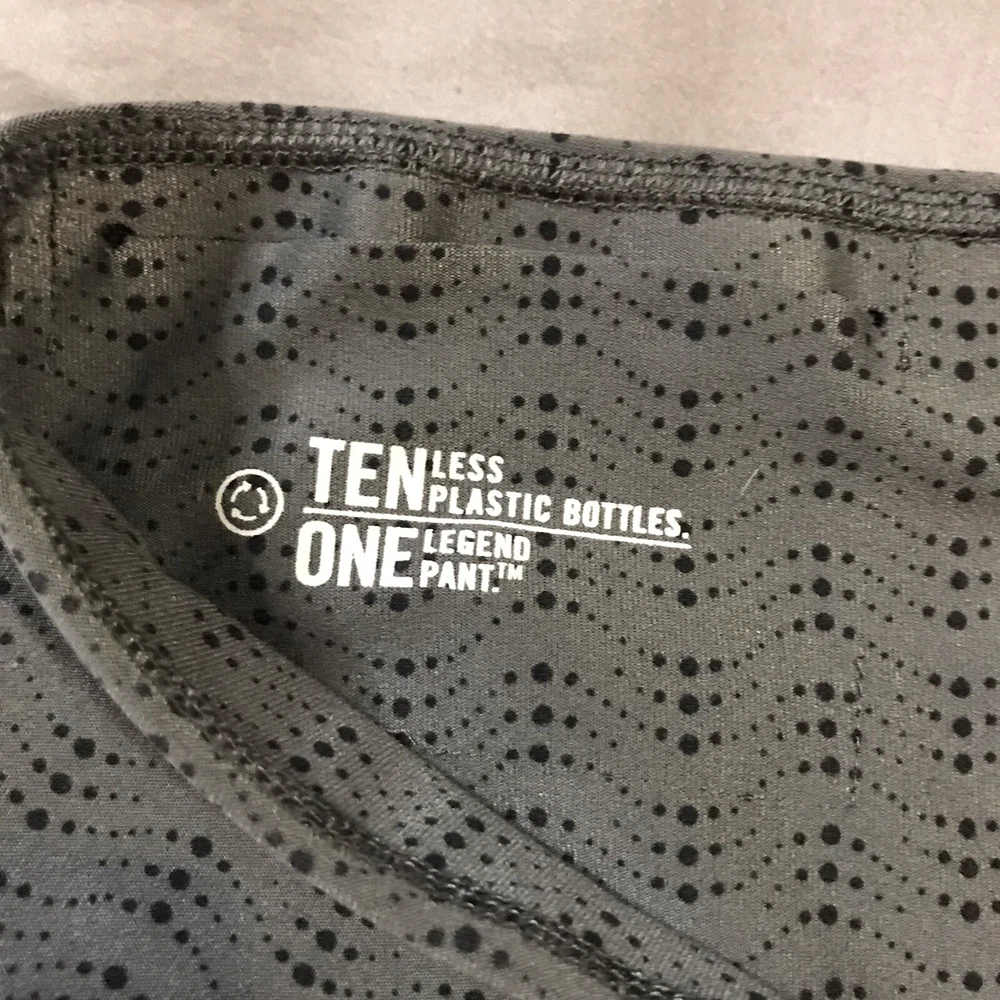 TEN LESS
PLASTIC BOTTLES.
ONE LEGEND
PANT.™